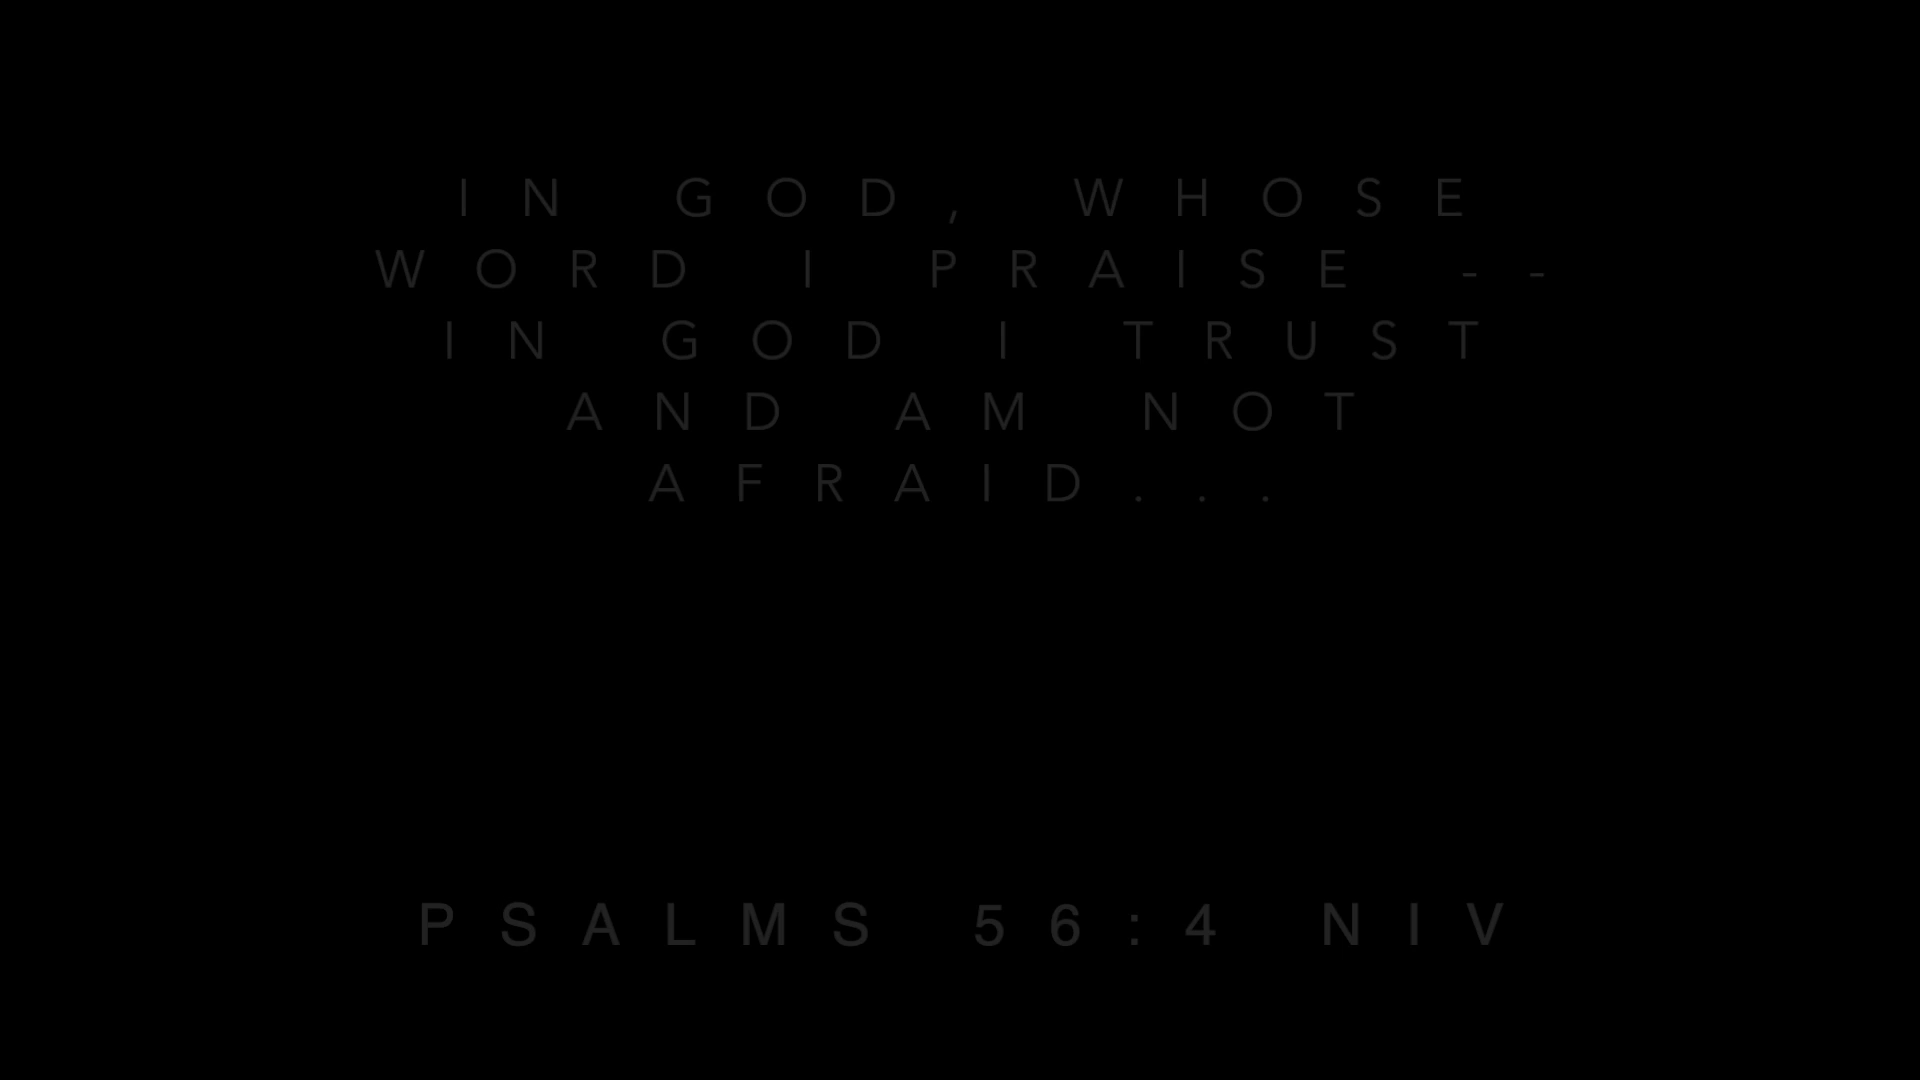 IN GOD, WHOSE
WORD I PRAISE --
IN GOD I TRUST
AND AM NOT
AFRAID...
PSALMS 56:4 NIV